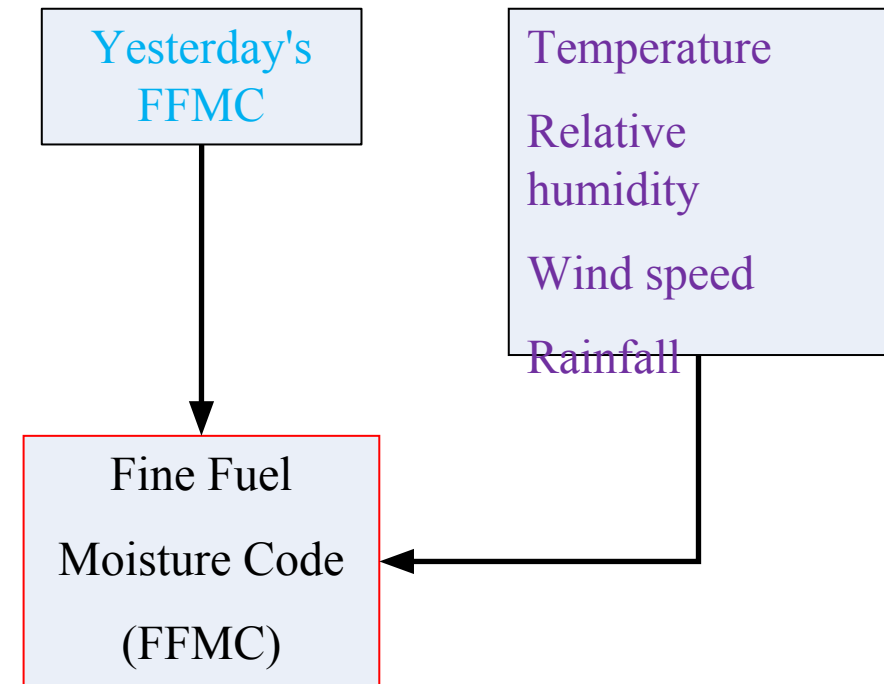 Yesterday's
FFMC
Temperature
Relative
humidity
Wind speed
Rainfall
Fine Fuel
Moisture Code
(FFMC)